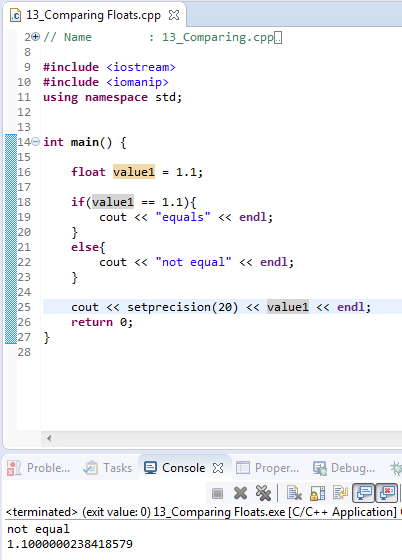 13_Comparing Floats.cpp
2 // Name        : 13_Comparing.cpp
8
9 #include <iostream>
10 #include <iomanip>
11 using namespace std;
12
13
14 int main() {
15
16     float value1 = 1.1;
17
18     if(value1 == 1.1){
19         cout << "equals" << endl;
20     }
21     else{
22         cout << "not equal" << endl;
23     }
24
25     cout << setprecision(20) << value1 << endl;
26     return 0;
27 }
28
Proble... Tasks Console Proper... Debug...
<terminated> (exit value: 0) 13_Comparing Floats.exe [C/C++ Application]
not equal
1.1000000238418579